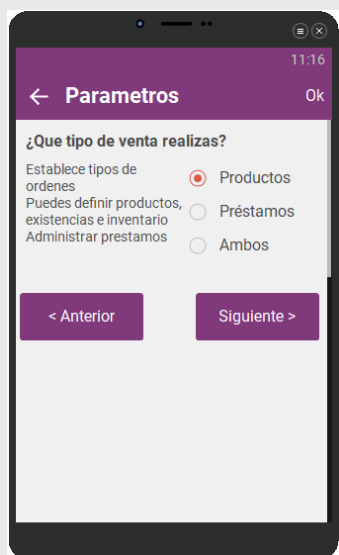 11:16
← Parametros Ok
¿Que tipo de venta realizas?
Establece tipos de
ordenes
Puedes definir productos,
existencias e inventario
Administrar prestamos
Productos
Préstamos
Ambos
< Anterior
Siguiente >